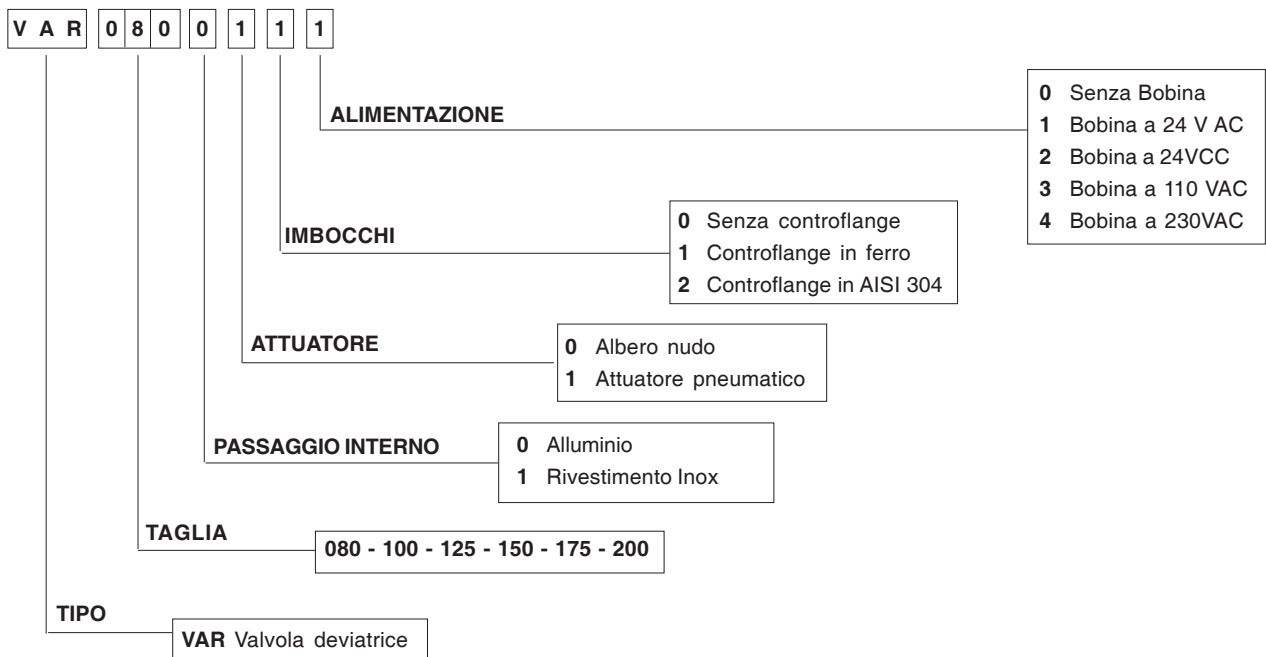 V A R 0 8 0 0 1 1 1
ALIMENTAZIONE
0 Senza Bobina
1 Bobina a 24 V AC
2 Bobina a 24VCC
3 Bobina a 110 VAC
4 Bobina a 230VAC
IMBOCCHI
0 Senza controflange
1 Controflange in ferro
2 Controflange in AISI 304
ATTUATORE
0 Albero nudo
1 Attuatore pneumatico
PASSAGGIO INTERNO
0 Alluminio
1 Rivestimento Inox
TAGLIA
080 - 100 - 125 - 150 - 175 - 200
TIPO
VAR Valvola deviatrice